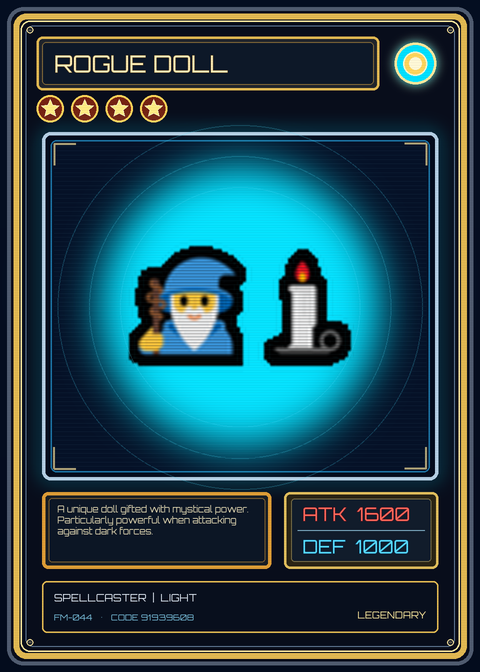 ROGUE DOLL
A unique doll gifted with mystical power.
Particularly powerful when attacking
against dark forces.
ATK 1600
DEF 1000
SPELLCASTER | LIGHT
FM-044 · CODE 91939608
LEGENDARY